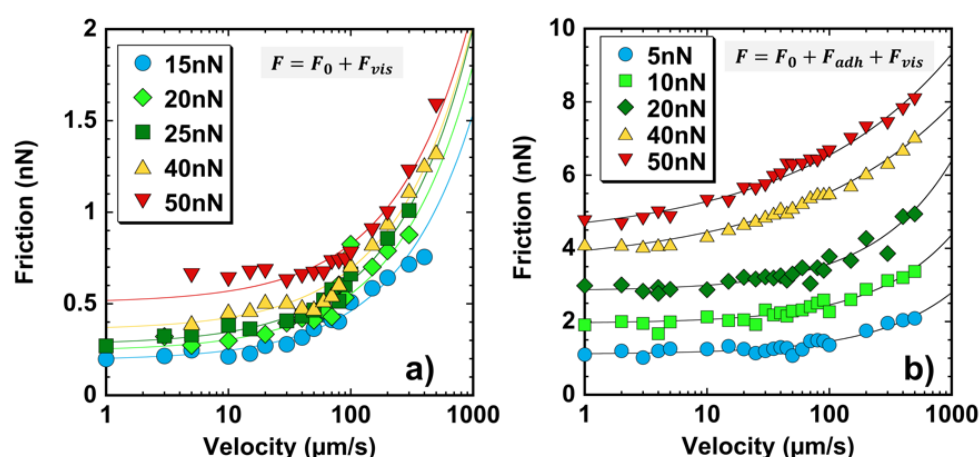 2
1.5
1
0.5
0
Friction (nN)
15nN
20nN
25nN
40nN
50nN
F = F₀ + Fᵥᵢₛ
a)
1 10 100 1000
Velocity (μm/s)
10
8
6
4
2
0
Friction (nN)
5nN
10nN
20nN
40nN
50nN
F = F₀ + F_adh + F_vis
b)
1 10 100 1000
Velocity (μm/s)